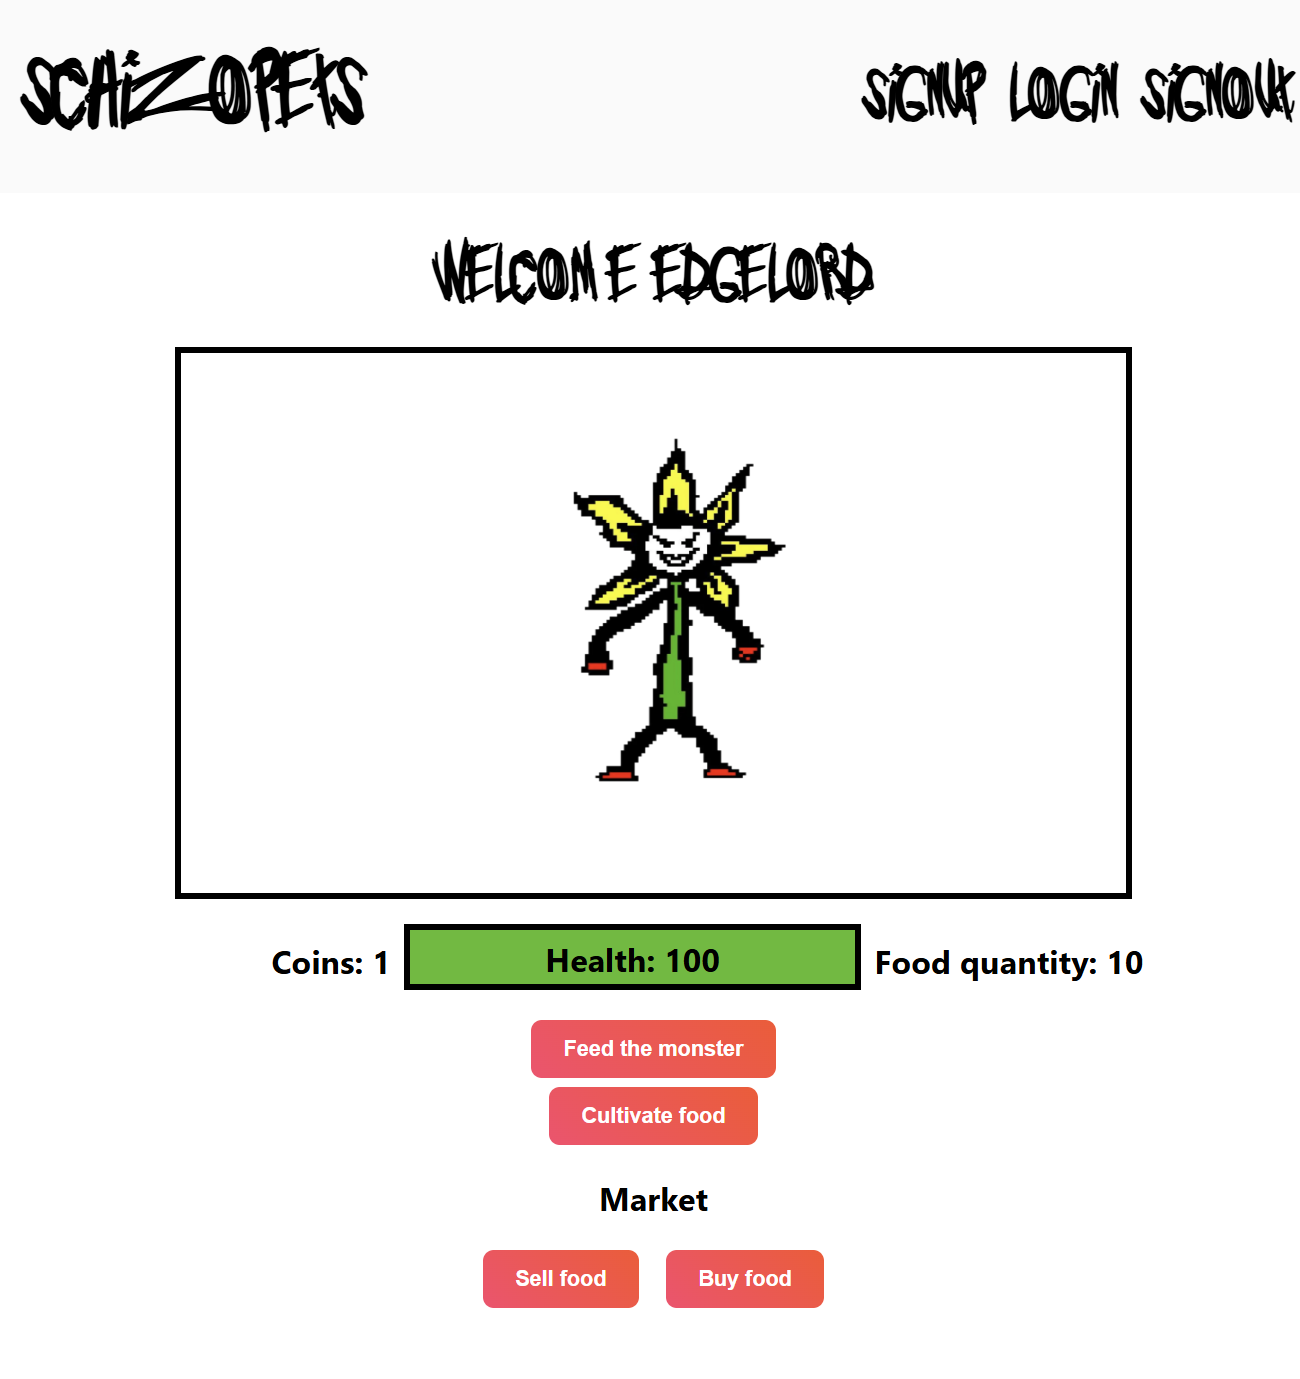 SCHiZOPETS
SiGNUP LOGiN SiGNOUT
WELCOME EDGELORD
Coins: 1 Health: 100 Food quantity: 10
Feed the monster
Cultivate food
Market
Sell food Buy food